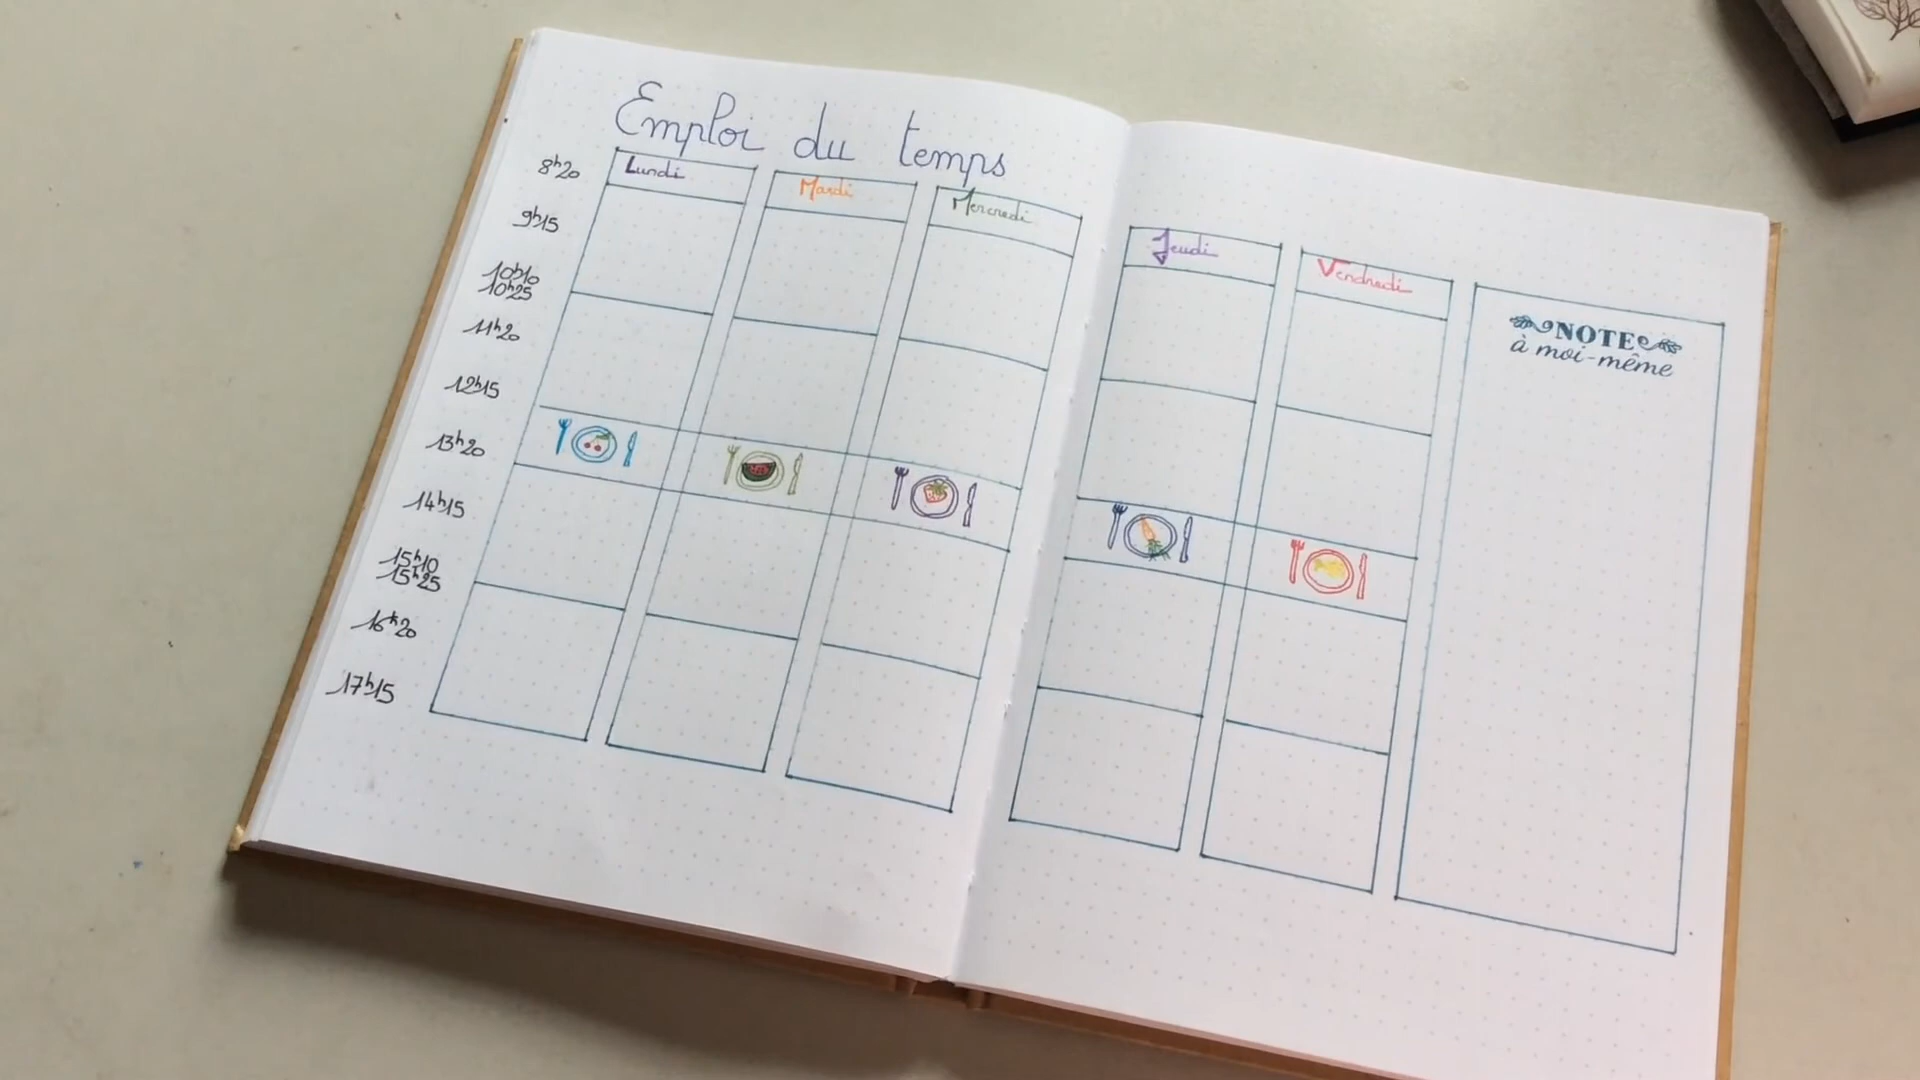 Emploi du temps
Lundi
Mardi
Mercredi
Jeudi
Vendredi
8h20
9h15
10h10
10h25
11h20
12h15
13h20
14h15
15h10
15h25
16h20
17h15
NOTE
à moi-même